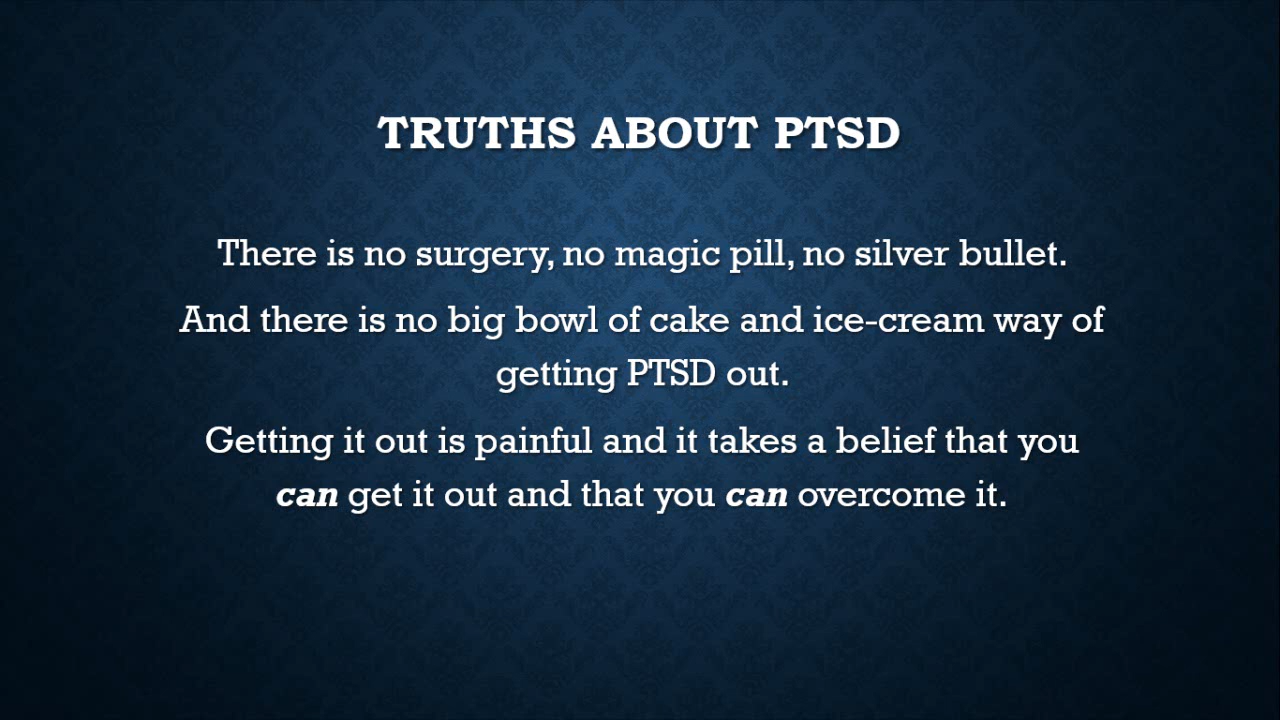 TRUTHS ABOUT PTSD
There is no surgery, no magic pill, no silver bullet.
And there is no big bowl of cake and ice-cream way of
getting PTSD out.
Getting it out is painful and it takes a belief that you
can get it out and that you can overcome it.